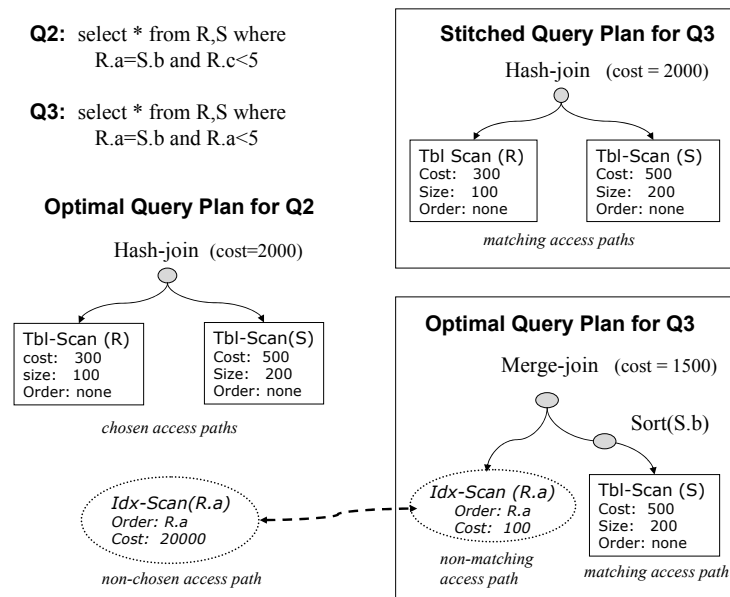 Q2: select * from R,S where
R.a=S.b and R.c<5
Q3: select * from R,S where
R.a=S.b and R.a<5
Optimal Query Plan for Q2
Hash-join (cost=2000)
Tbl-Scan (R)
cost: 300
size: 100
Order: none
Tbl-Scan(S)
Cost: 500
Size: 200
Order: none
chosen access paths
Idx-Scan(R.a)
Order: R.a
Cost: 20000
non-chosen access path
Stitched Query Plan for Q3
Hash-join (cost = 2000)
Tbl Scan (R)
Cost: 300
Size: 100
Order: none
Tbl-Scan (S)
Cost: 500
Size: 200
Order: none
matching access paths
Optimal Query Plan for Q3
Merge-join (cost = 1500)
Sort(S.b)
Idx-Scan (R.a)
Order: R.a
Cost: 100
non-matching
access path
Tbl-Scan (S)
Cost: 500
Size: 200
Order: none
matching access path